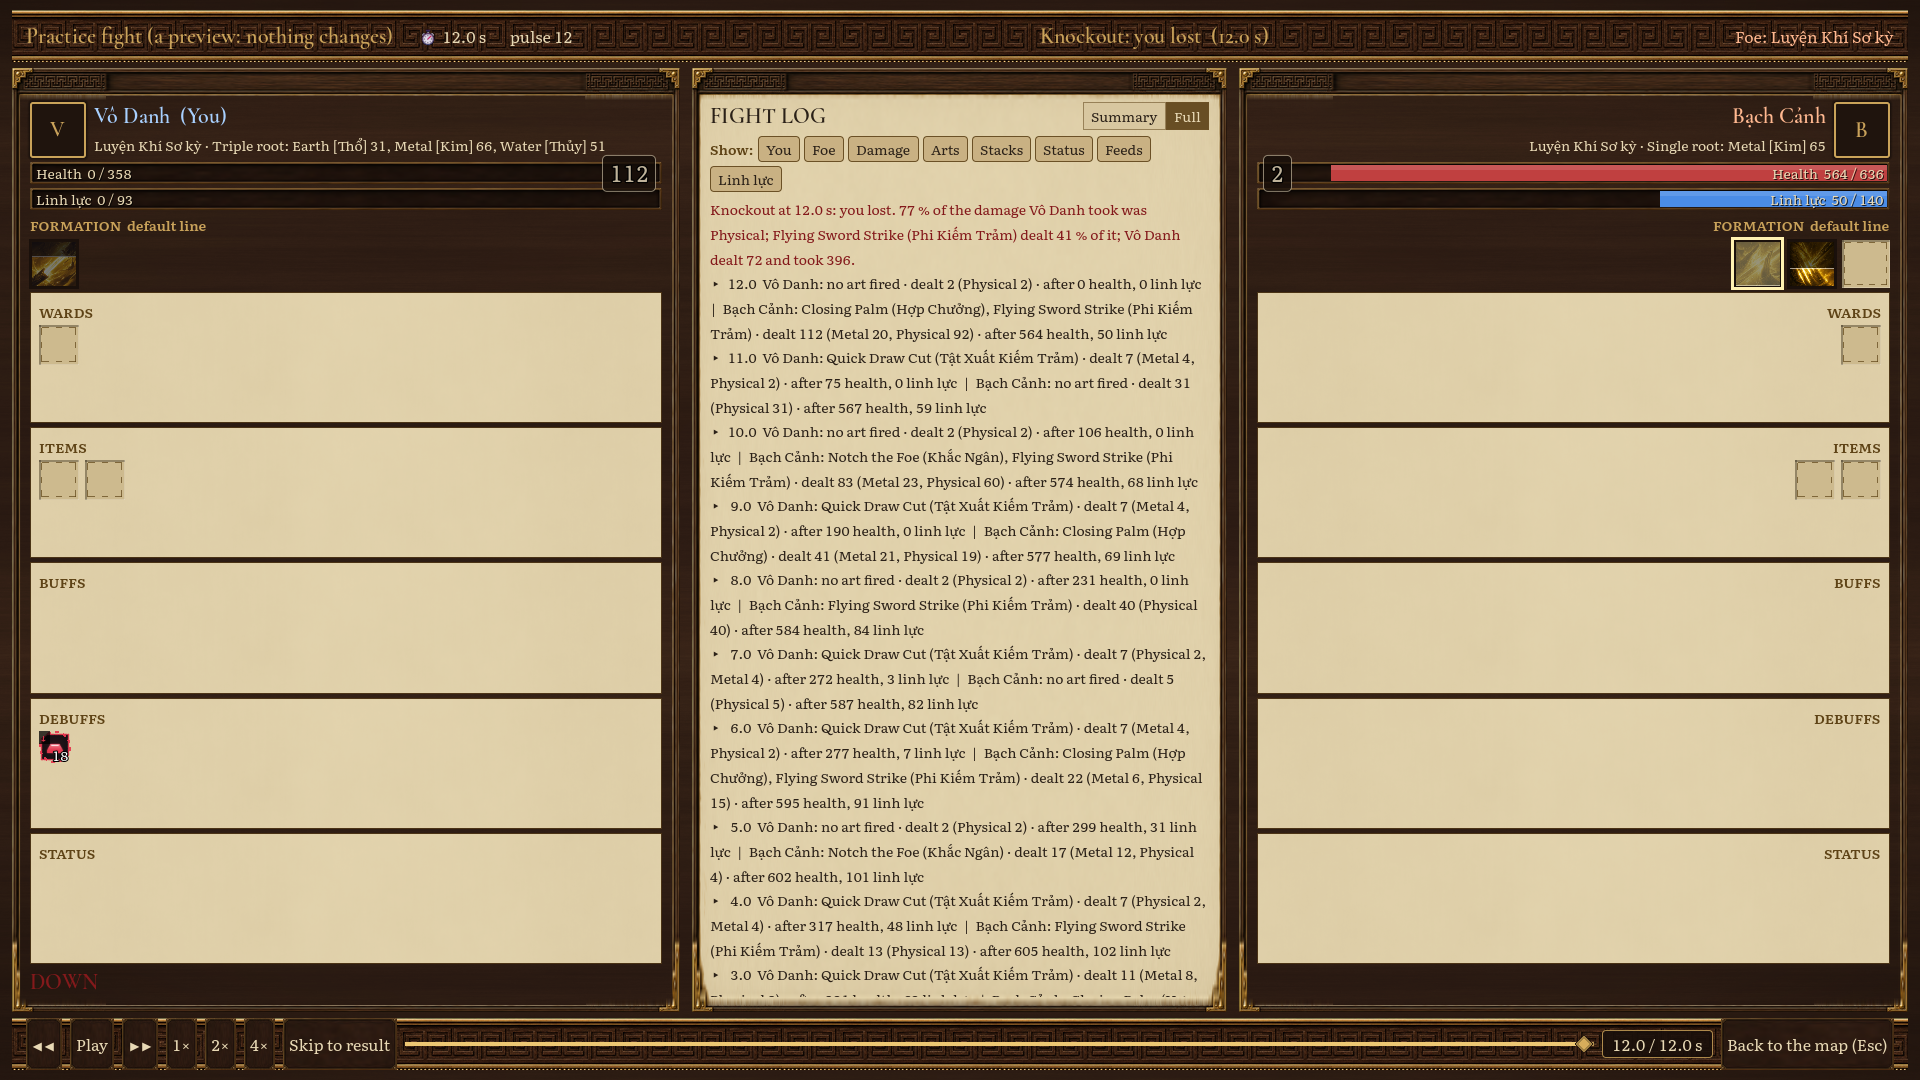 Practice fight (a preview: nothing changes)
12.0 s
pulse 12
Knockout: you lost (12.0 s)
Foe: Luyện Khí Sơ kỳ
V
Vô Danh (You)
Luyện Khí Sơ kỳ · Triple root: Earth [Thổ] 31, Metal [Kim] 66, Water [Thủy] 51
Health 0 / 358
112
Linh lực 0 / 93
FORMATION default line
WARDS
ITEMS
BUFFS
DEBUFFS
18
STATUS
DOWN
FIGHT LOG
Summary
Full
Show:
You
Foe
Damage
Arts
Stacks
Status
Feeds
Linh lực
Knockout at 12.0 s: you lost. 77 % of the damage Vô Danh took was
Physical; Flying Sword Strike (Phi Kiếm Trảm) dealt 41 % of it; Vô Danh
dealt 72 and took 396.
‣ 12.0 Vô Danh: no art fired · dealt 2 (Physical 2) · after 0 health, 0 linh lực
| Bạch Cảnh: Closing Palm (Hợp Chưởng), Flying Sword Strike (Phi Kiếm
Trảm) · dealt 112 (Metal 20, Physical 92) · after 564 health, 50 linh lực
‣ 11.0 Vô Danh: Quick Draw Cut (Tật Xuất Kiếm Trảm) · dealt 7 (Metal 4,
Physical 2) · after 75 health, 0 linh lực | Bạch Cảnh: no art fired · dealt 31
(Physical 31) · after 567 health, 59 linh lực
‣ 10.0 Vô Danh: no art fired · dealt 2 (Physical 2) · after 106 health, 0 linh
lực | Bạch Cảnh: Notch the Foe (Khắc Ngân), Flying Sword Strike (Phi
Kiếm Trảm) · dealt 83 (Metal 23, Physical 60) · after 574 health, 68 linh lực
‣ 9.0 Vô Danh: Quick Draw Cut (Tật Xuất Kiếm Trảm) · dealt 7 (Metal 4,
Physical 2) · after 190 health, 0 linh lực | Bạch Cảnh: Closing Palm (Hợp
Chưởng) · dealt 41 (Metal 21, Physical 19) · after 577 health, 69 linh lực
‣ 8.0 Vô Danh: no art fired · dealt 2 (Physical 2) · after 231 health, 0 linh
lực | Bạch Cảnh: Flying Sword Strike (Phi Kiếm Trảm) · dealt 40 (Physical
40) · after 584 health, 84 linh lực
‣ 7.0 Vô Danh: Quick Draw Cut (Tật Xuất Kiếm Trảm) · dealt 7 (Physical 2,
Metal 4) · after 272 health, 3 linh lực | Bạch Cảnh: no art fired · dealt 5
(Physical 5) · after 587 health, 82 linh lực
‣ 6.0 Vô Danh: Quick Draw Cut (Tật Xuất Kiếm Trảm) · dealt 7 (Metal 4,
Physical 2) · after 277 health, 7 linh lực | Bạch Cảnh: Closing Palm (Hợp
Chưởng), Flying Sword Strike (Phi Kiếm Trảm) · dealt 22 (Metal 6, Physical
15) · after 595 health, 91 linh lực
‣ 5.0 Vô Danh: no art fired · dealt 2 (Physical 2) · after 299 health, 31 linh
lực | Bạch Cảnh: Notch the Foe (Khắc Ngân) · dealt 17 (Metal 12, Physical
4) · after 602 health, 101 linh lực
‣ 4.0 Vô Danh: Quick Draw Cut (Tật Xuất Kiếm Trảm) · dealt 7 (Physical 2,
Metal 4) · after 317 health, 48 linh lực | Bạch Cảnh: Flying Sword Strike
(Phi Kiếm Trảm) · dealt 13 (Physical 13) · after 605 health, 102 linh lực
‣ 3.0 Vô Danh: Quick Draw Cut (Tật Xuất Kiếm Trảm) · dealt 11 (Metal 8,
Bạch Cảnh
B
Luyện Khí Sơ kỳ · Single root: Metal [Kim] 65
2
Health 564 / 636
Linh lực 50 / 140
FORMATION default line
WARDS
ITEMS
BUFFS
DEBUFFS
STATUS
◄◄
Play
►►
1×
2×
4×
Skip to result
12.0 / 12.0 s
Back to the map (Esc)